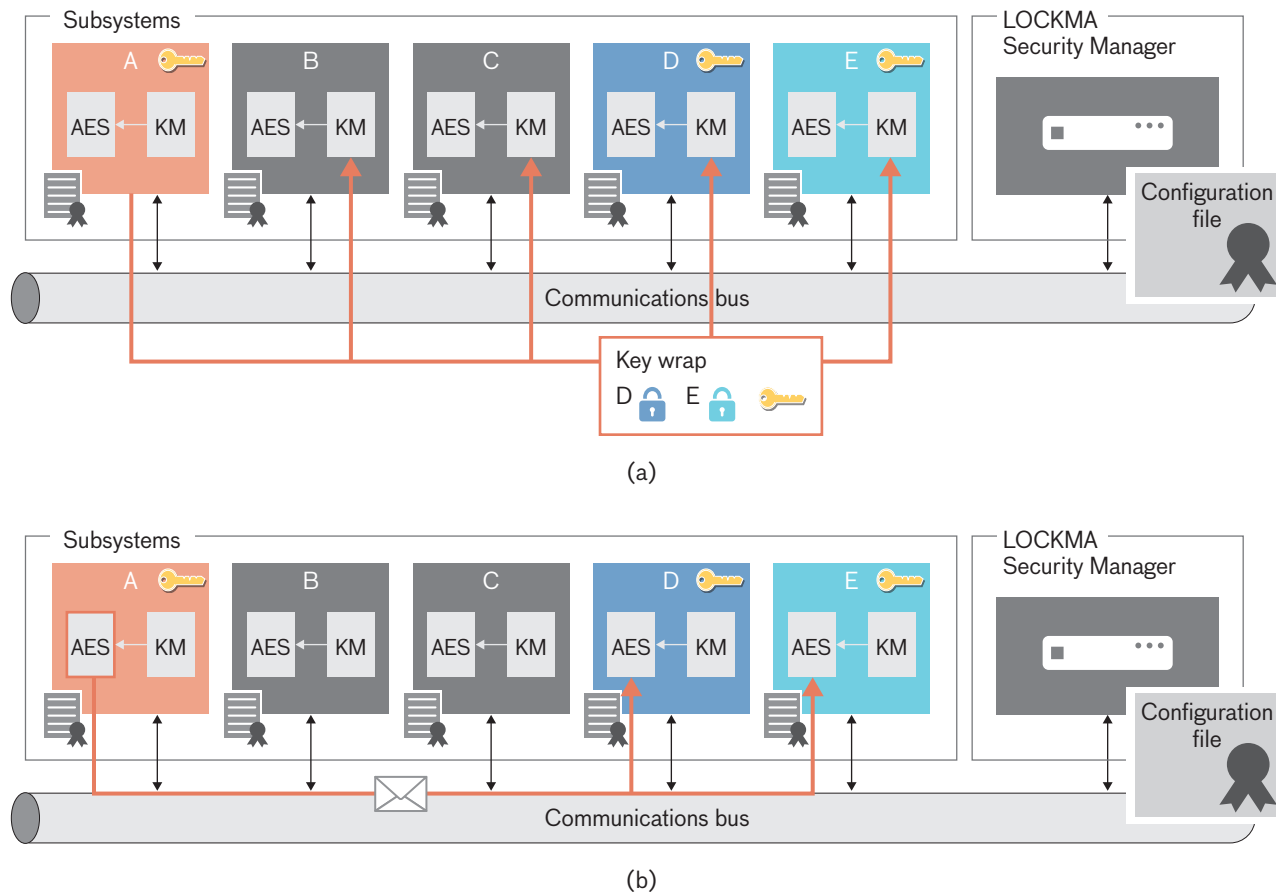 Subsystems
LOCKMA
Security Manager
A
B
C
D
E
AES
KM
AES
KM
AES
KM
AES
KM
AES
KM
Configuration
file
Communications bus
Key wrap
D
E
(a)
Subsystems
LOCKMA
Security Manager
A
B
C
D
E
AES
KM
AES
KM
AES
KM
AES
KM
AES
KM
Configuration
file
Communications bus
(b)